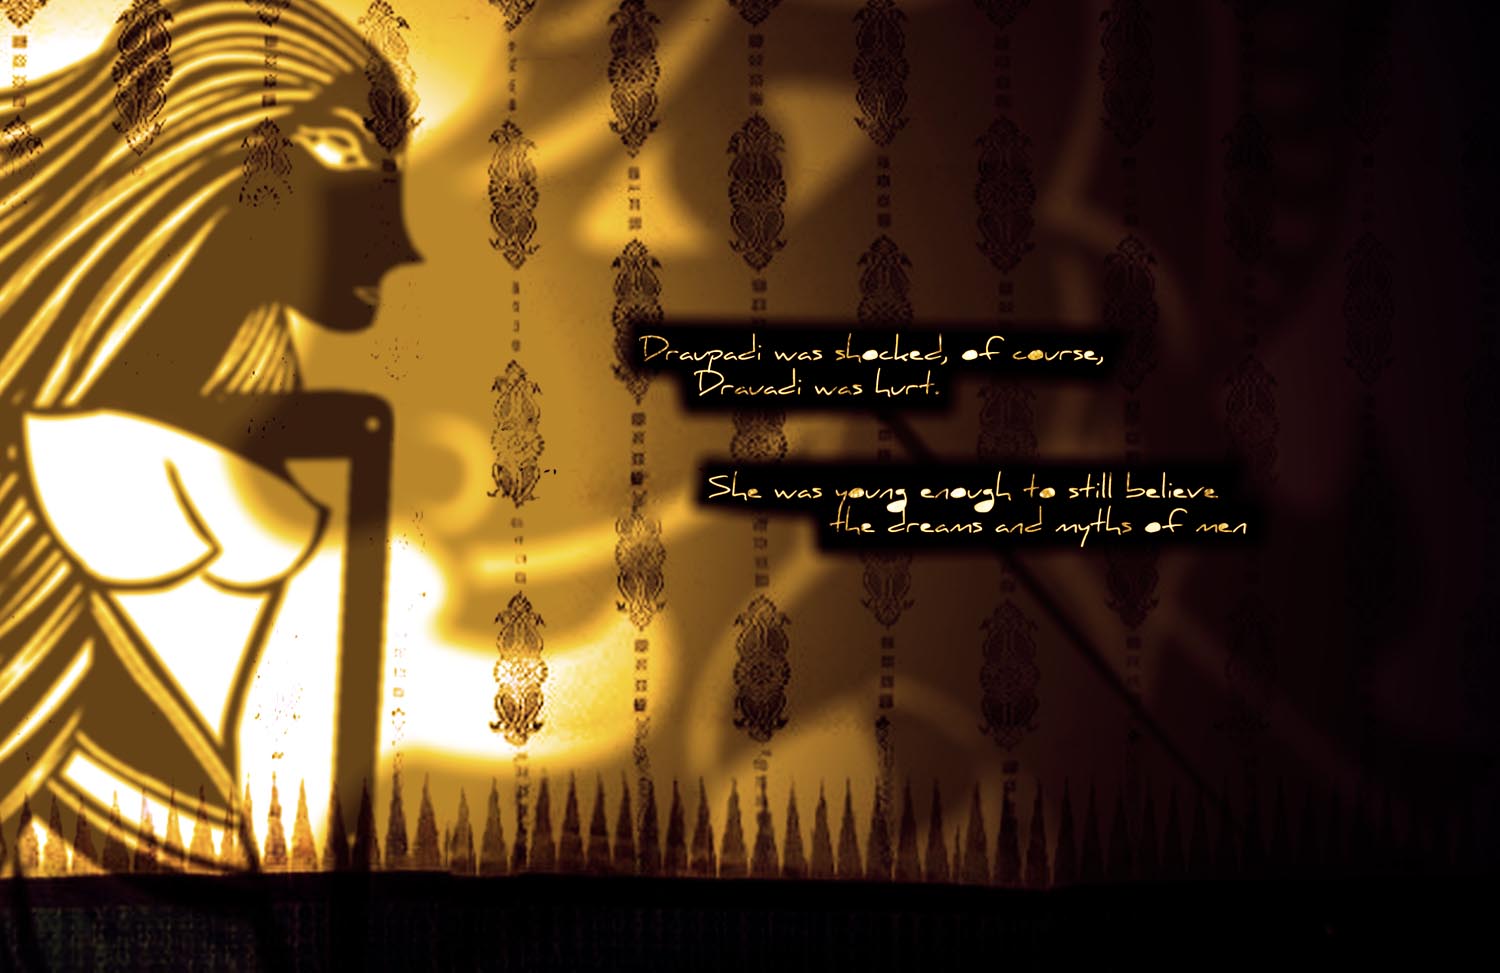 Draupadi was shocked, of course,
Dravadi was hurt.
She was young enough to still believe
the dreams and myths of men